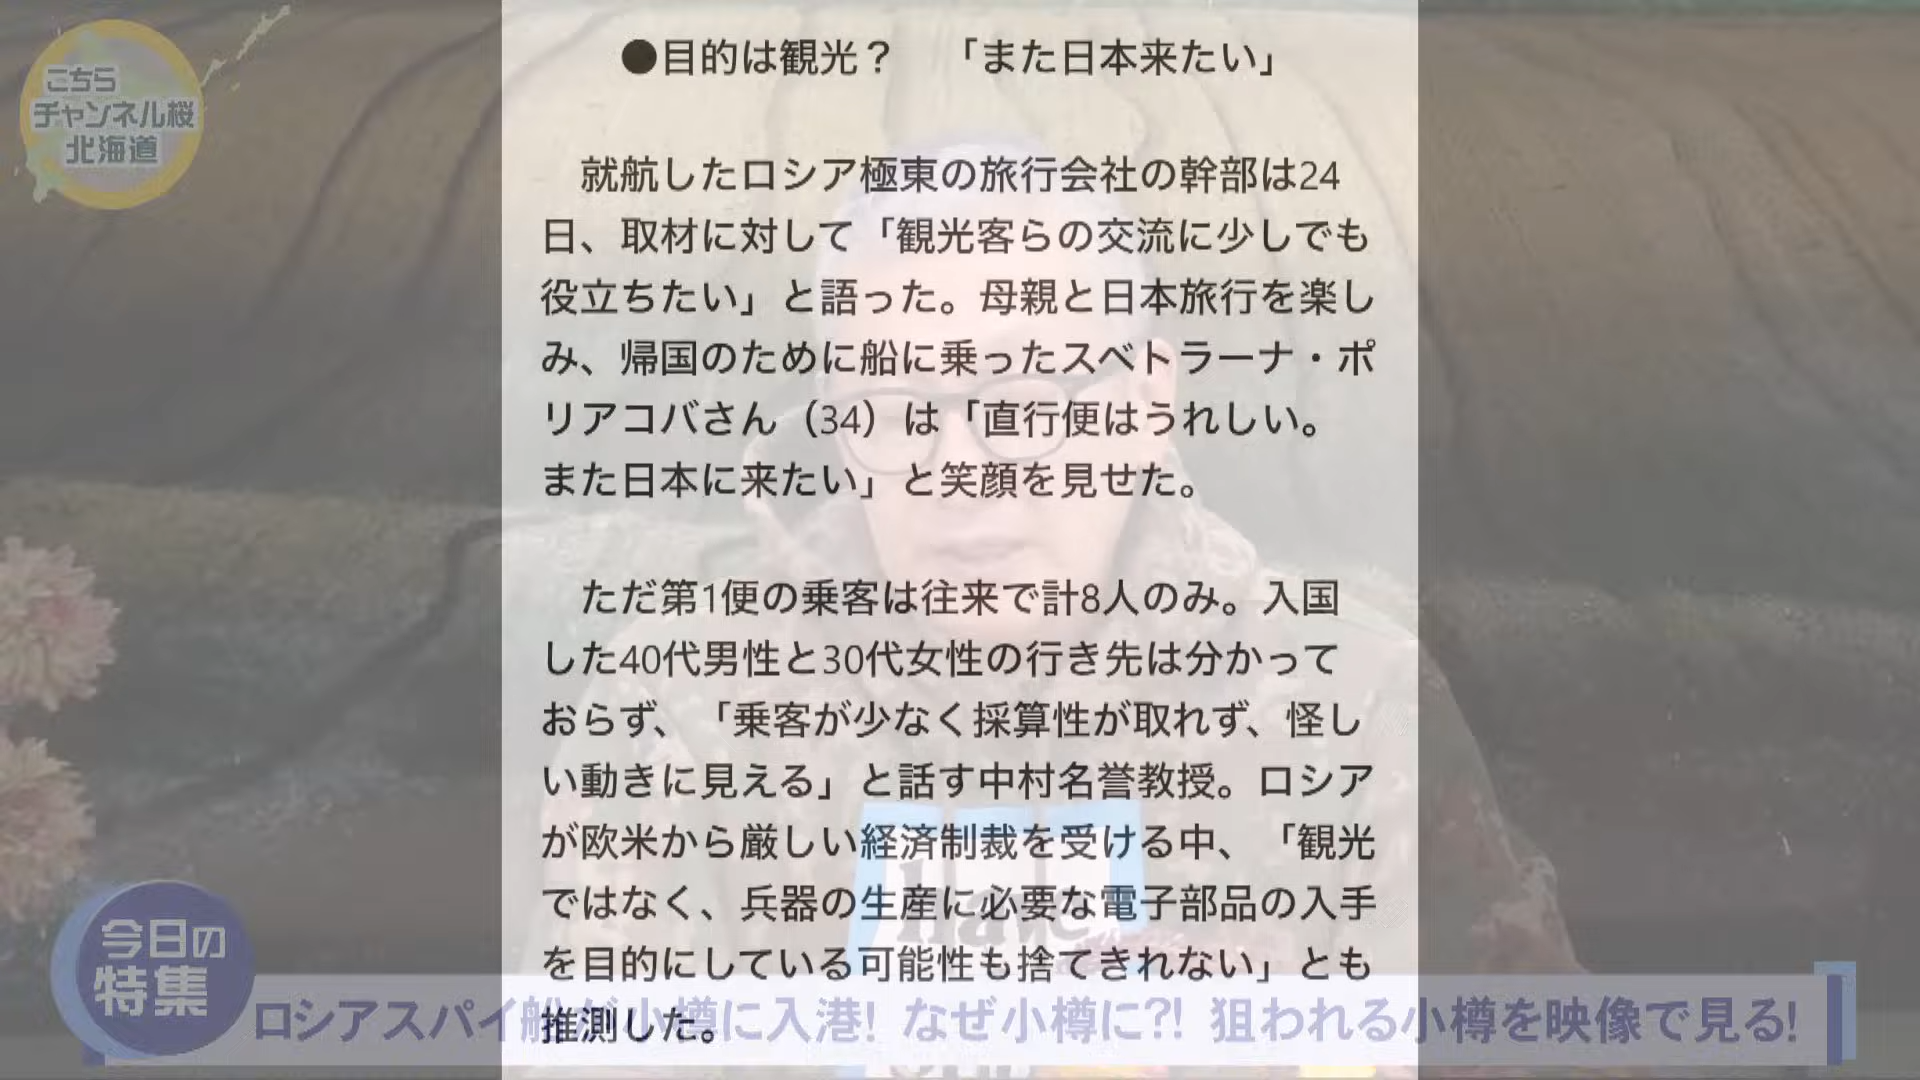 こちら
チャンネル桜
北海道
●目的は観光？　「また日本来たい」
就航したロシア極東の旅行会社の幹部は24
日、取材に対して「観光客らの交流に少しでも
役立ちたい」と語った。母親と日本旅行を楽し
み、帰国のために船に乗ったスベトラーナ・ポ
リアコバさん（34）は「直行便はうれしい。
また日本に来たい」と笑顔を見せた。
ただ第1便の乗客は往来で計8人のみ。入国
した40代男性と30代女性の行き先は分かって
おらず、「乗客が少なく採算性が取れず、怪し
い動きに見える」と話す中村名誉教授。ロシア
が欧米から厳しい経済制裁を受ける中、「観光
ではなく、兵器の生産に必要な電子部品の入手
を目的にしている可能性も捨てきれない」とも
推測した。
have
今日の
特集
ロシアスパイ船が小樽に入港! なぜ小樽に?! 狙われる小樽を映像で見る!